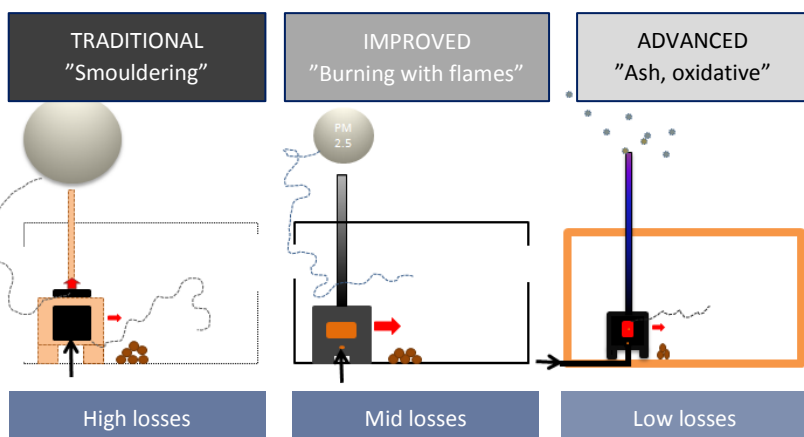 TRADITIONAL
”Smouldering”
IMPROVED
”Burning with flames”
ADVANCED
”Ash, oxidative”
PM
2.5
High losses
Mid losses
Low losses